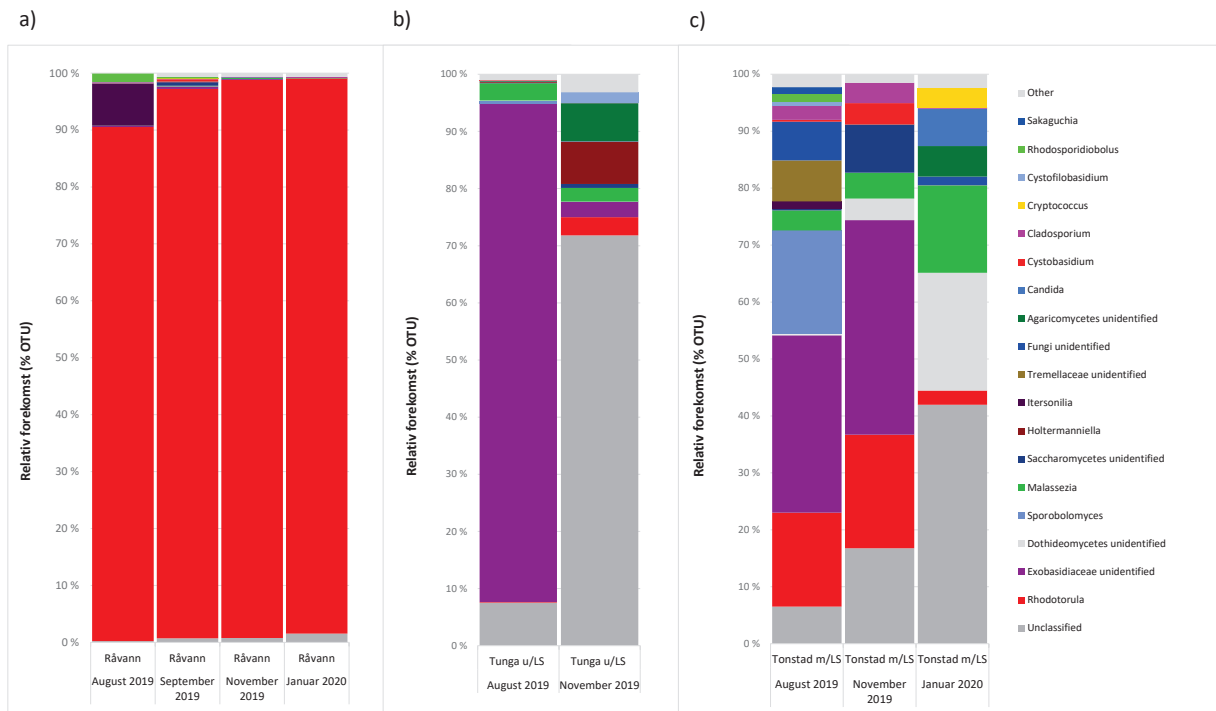 a)
b)
c)
Relativ forekomst (% OTU)
100 %
90 %
80 %
70 %
60 %
50 %
40 %
30 %
20 %
10 %
0 %
Råvann
August 2019
Råvann
September
2019
Råvann
November
2019
Råvann
Januar 2020
Relativ forekomst (% OTU)
100 %
90 %
80 %
70 %
60 %
50 %
40 %
30 %
20 %
10 %
0 %
Tunga u/LS
August 2019
Tunga u/LS
November 2019
Relativ forekomst (% OTU)
100 %
90 %
80 %
70 %
60 %
50 %
40 %
30 %
20 %
10 %
0 %
Tonstad m/LS
August 2019
Tonstad m/LS
November
2019
Tonstad m/LS
Januar 2020
Other
Sakaguchia
Rhodosporidiobolus
Cystofilobasidium
Cryptococcus
Cladosporium
Cystobasidium
Candida
Agaricomycetes unidentified
Fungi unidentified
Tremellaceae unidentified
Itersonilia
Holtermanniella
Saccharomycetes unidentified
Malassezia
Sporobolomyces
Dothideomycetes unidentified
Exobasidiaceae unidentified
Rhodotorula
Unclassified